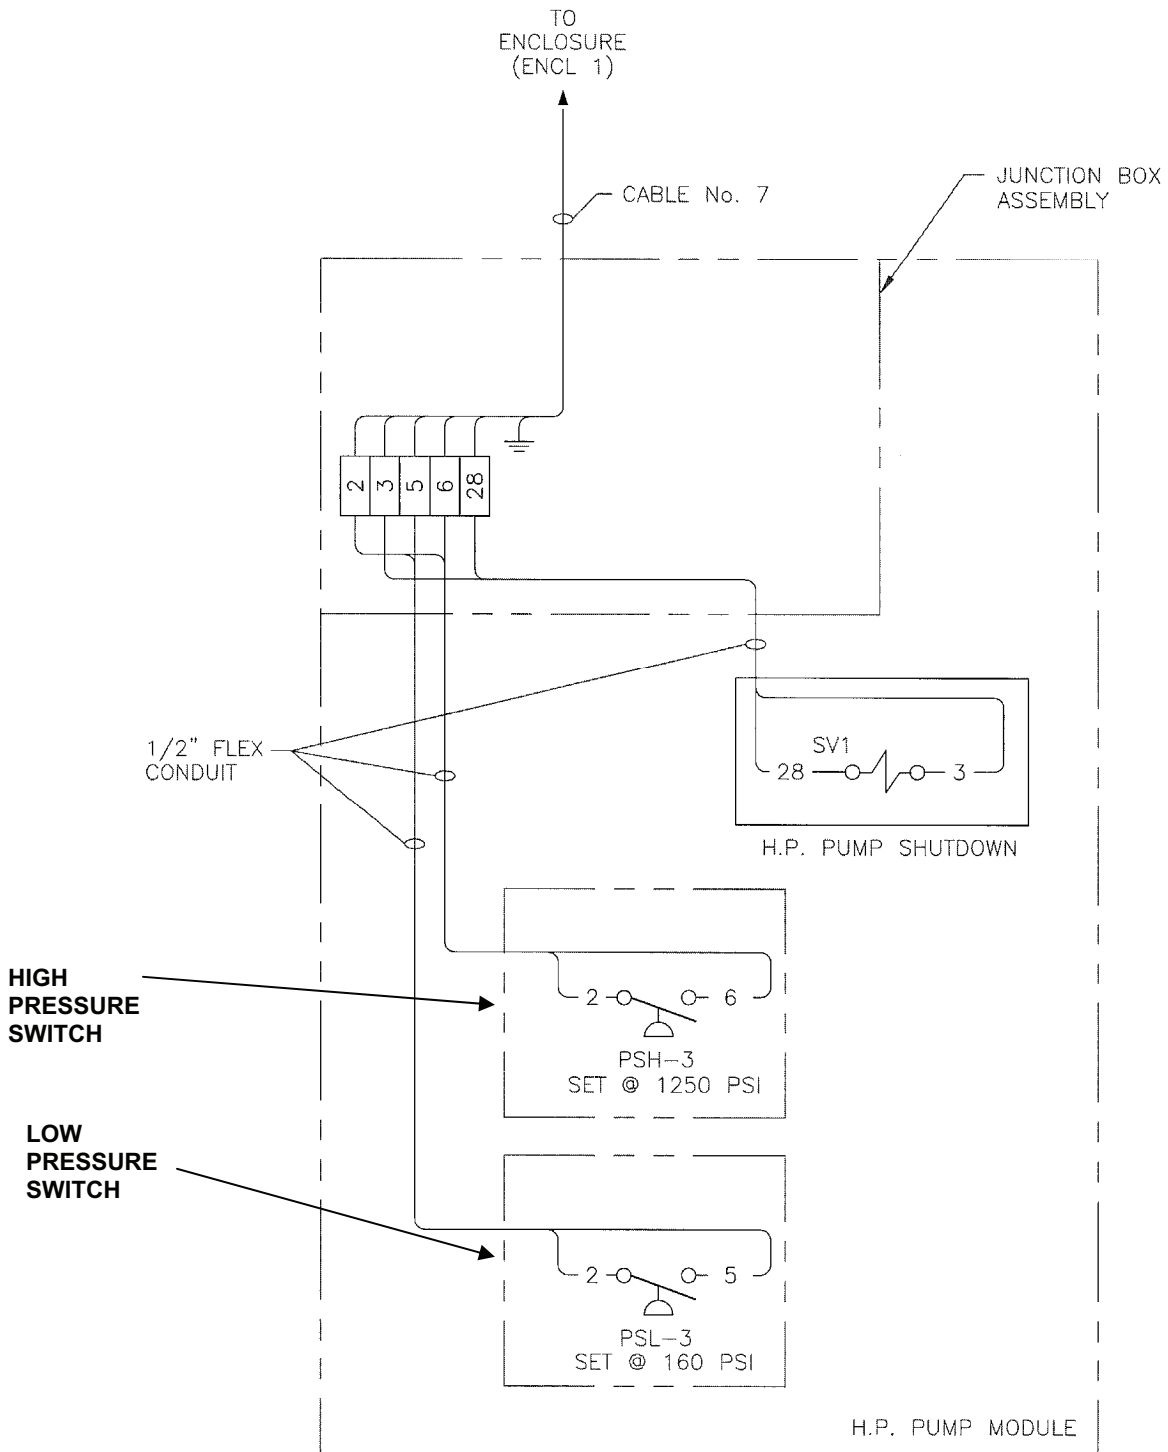 TO
ENCLOSURE
(ENCL 1)
CABLE No. 7
JUNCTION BOX
ASSEMBLY
2 3 5 6 28
1/2" FLEX
CONDUIT
SV1
28 3
H.P. PUMP SHUTDOWN
HIGH
PRESSURE
SWITCH
2 6
PSH-3
SET @ 1250 PSI
LOW
PRESSURE
SWITCH
2 5
PSL-3
SET @ 160 PSI
H.P. PUMP MODULE